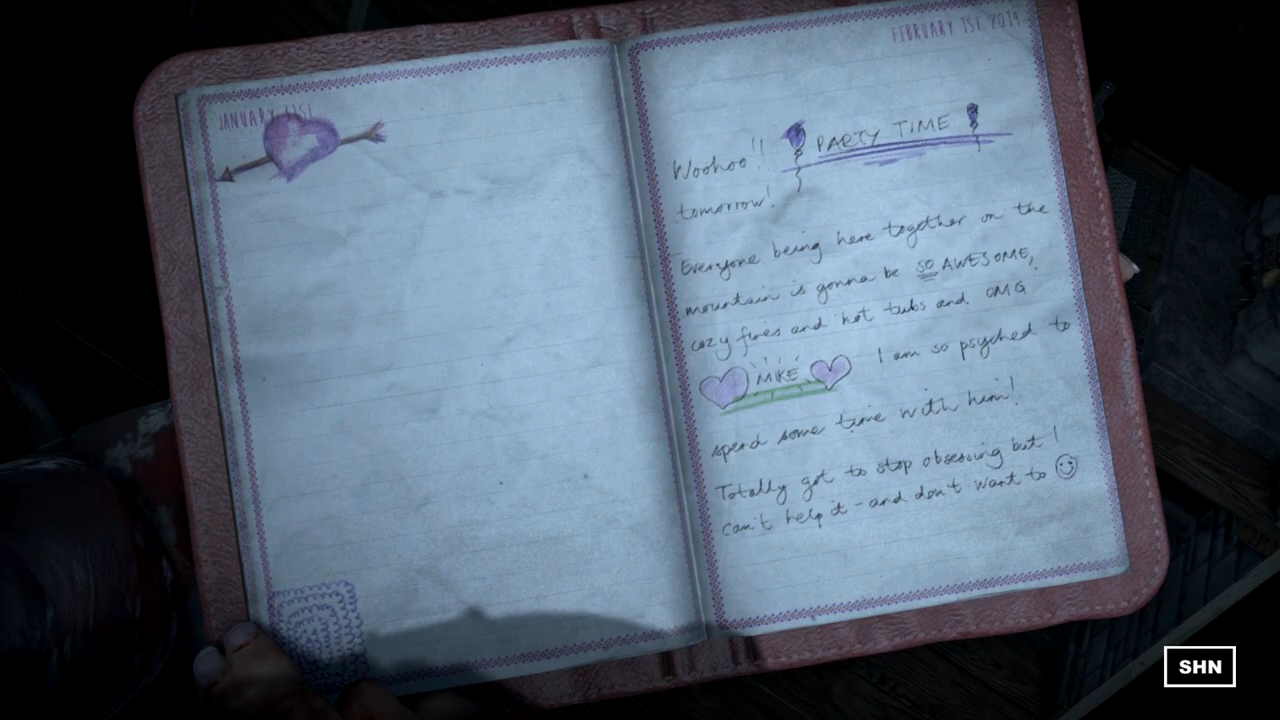 JANUARY 31ST
FEBRUARY 1ST 2014
Woohoo!! PARTY TIME
tomorrow!
Everyone being here together on the
mountain is gonna be SO AWESOME,
cozy fires and hot tubs and OMG
MIKE I am so psyched to
spend some time with him!
Totally got to stop obsessing but I
can't help it - and don't want to
SHN